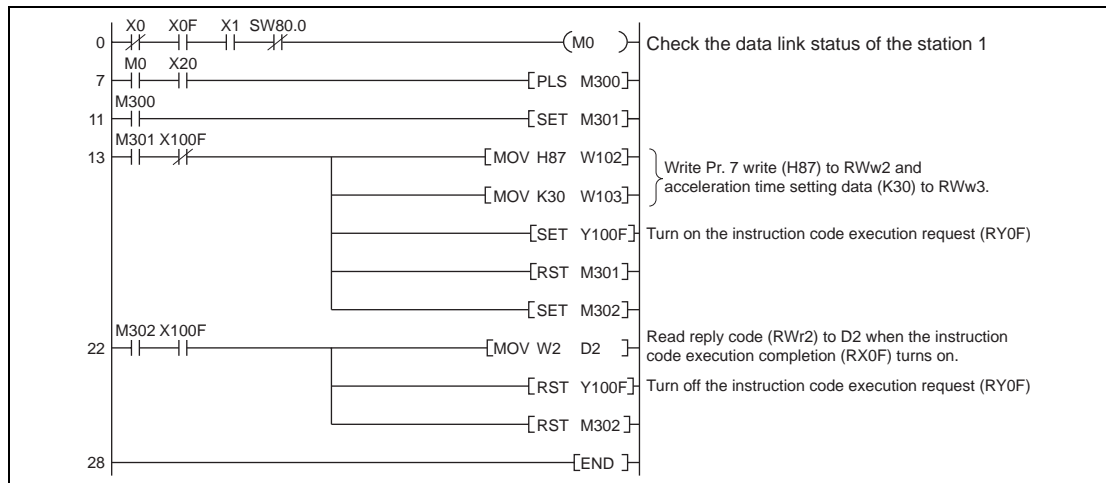 X0 X0F X1 SW80.0
0 M0 Check the data link status of the station 1
M0 X20
7 PLS M300
M300
11 SET M301
M301 X100F
13 MOV H87 W102
Write Pr. 7 write (H87) to RWw2 and
acceleration time setting data (K30) to RWw3.
MOV K30 W103
SET Y100F Turn on the instruction code execution request (RY0F)
RST M301
SET M302
M302 X100F
22 MOV W2 D2 Read reply code (RWr2) to D2 when the instruction
code execution completion (RX0F) turns on.
RST Y100F Turn off the instruction code execution request (RY0F)
RST M302
28 END